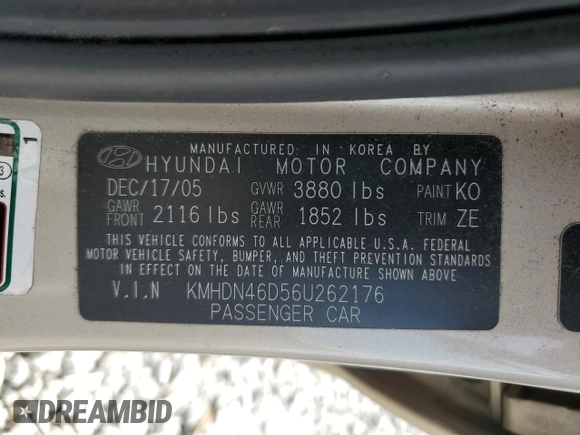 MANUFACTURED IN KOREA BY
HYUNDAI MOTOR COMPANY
DEC/17/05 GVWR 3880 lbs PAINT KO
GAWR FRONT 2116 lbs GAWR REAR 1852 lbs TRIM ZE
THIS VEHICLE CONFORMS TO ALL APPLICABLE U.S.A. FEDERAL
MOTOR VEHICLE SAFETY, BUMPER, AND THEFT PREVENTION STANDARDS
IN EFFECT ON THE DATE OF MANUFACTURE SHOWN ABOVE
V.I.N KMHDN46D56U262176
PASSENGER CAR
1
3
s.
DREAMBID